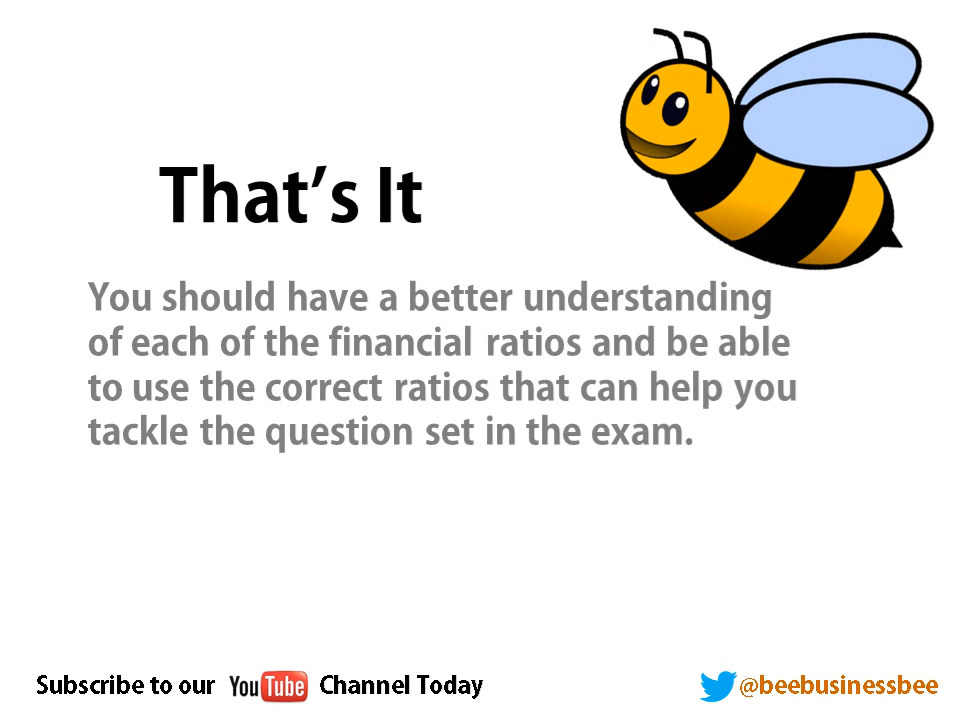 That’s It
You should have a better understanding
of each of the financial ratios and be able
to use the correct ratios that can help you
tackle the question set in the exam.
Subscribe to our YouTube Channel Today
@beebusinessbee